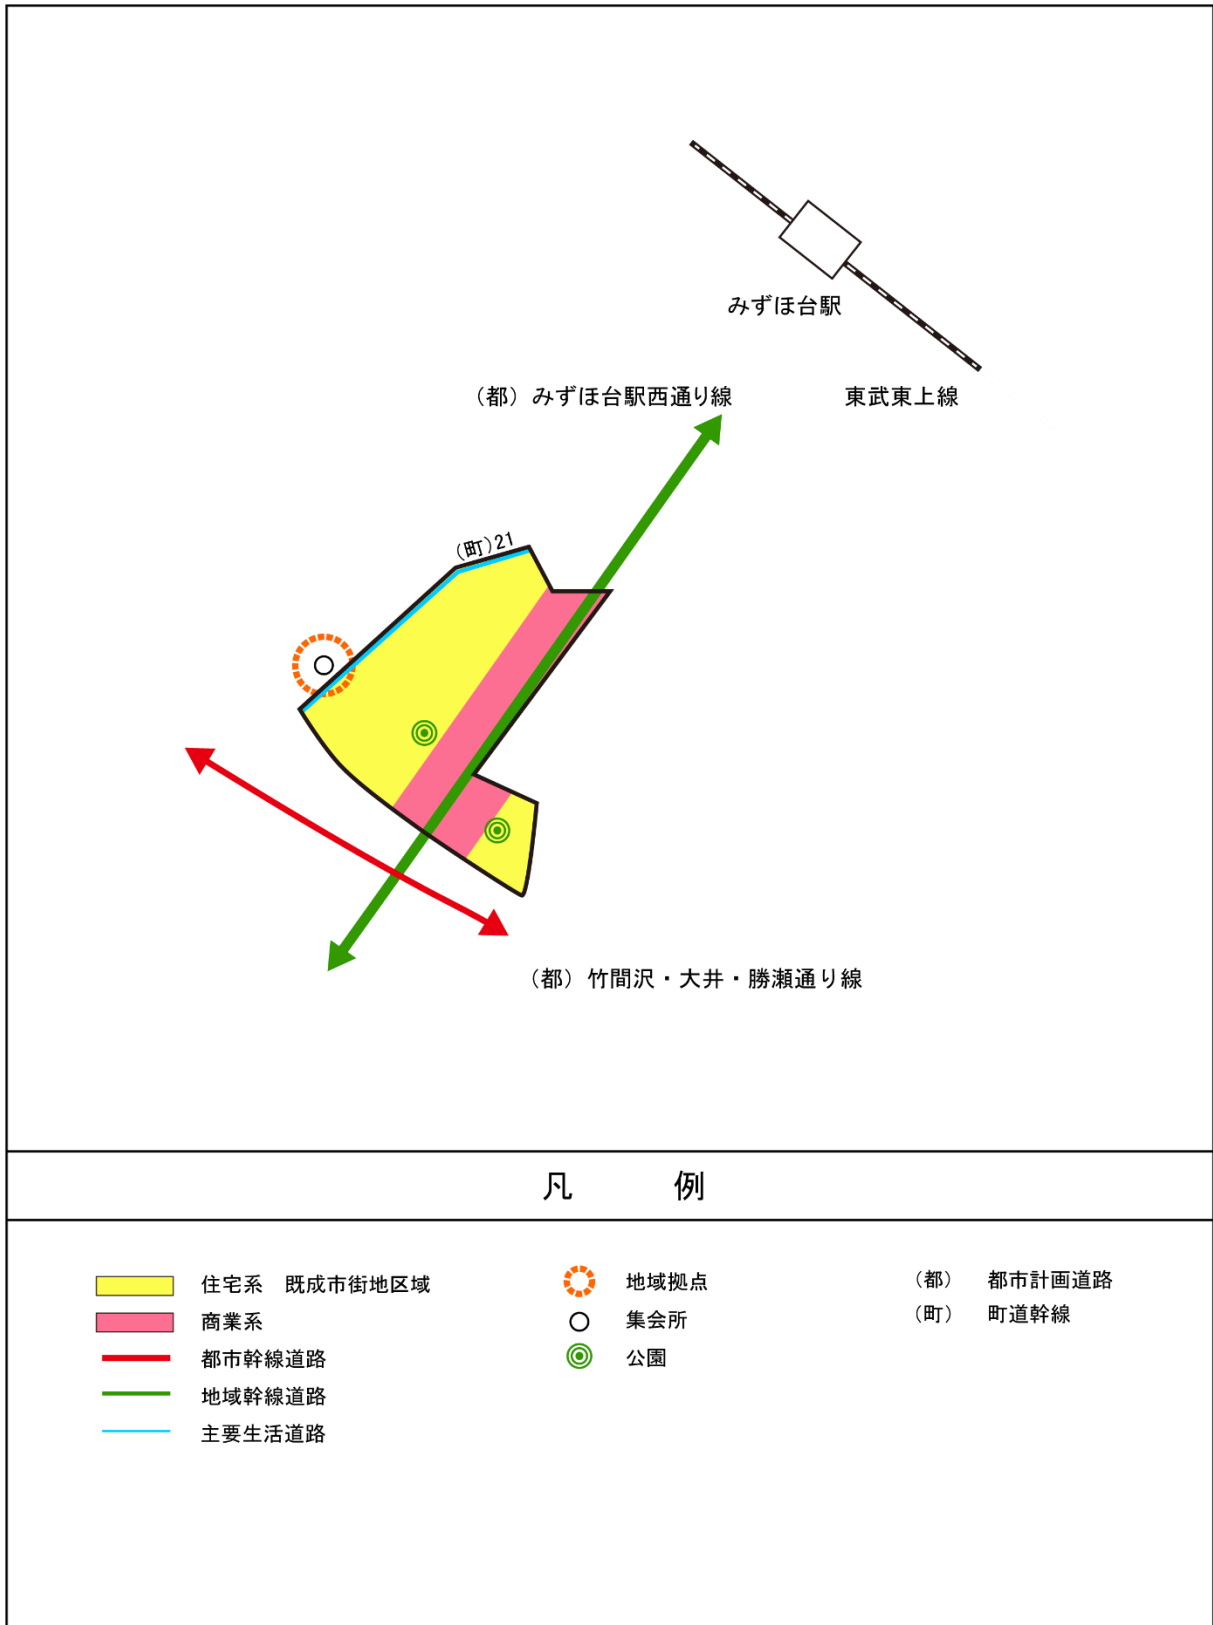 みずほ台駅
(都) みずほ台駅西通り線
東武東上線
(町)21
(都) 竹間沢・大井・勝瀬通り線
凡 例
住宅系 既成市街地区域
商業系
都市幹線道路
地域幹線道路
主要生活道路
地域拠点
集会所
公園
(都) 都市計画道路
(町) 町道幹線